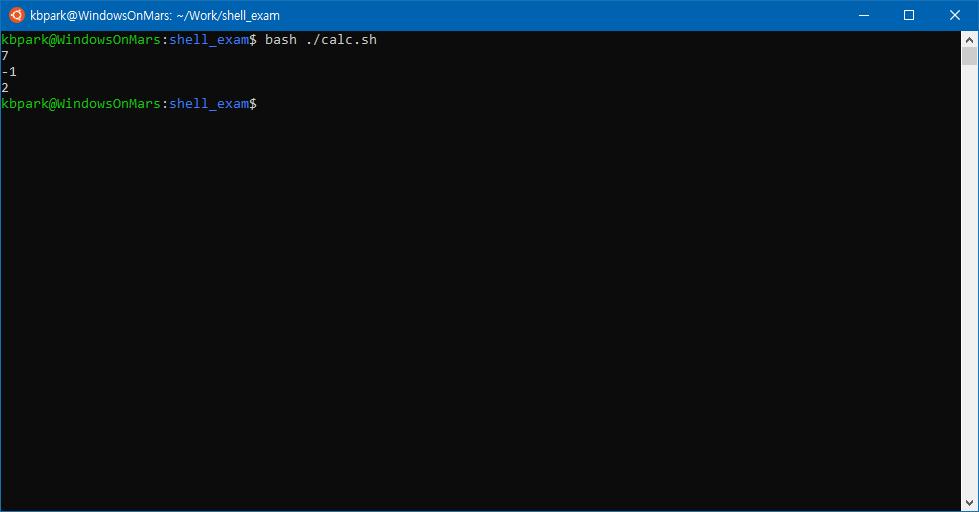 kbpark@WindowsOnMars: ~/Work/shell_exam
kbpark@WindowsOnMars:shell_exam$ bash ./calc.sh
7
-1
2
kbpark@WindowsOnMars:shell_exam$